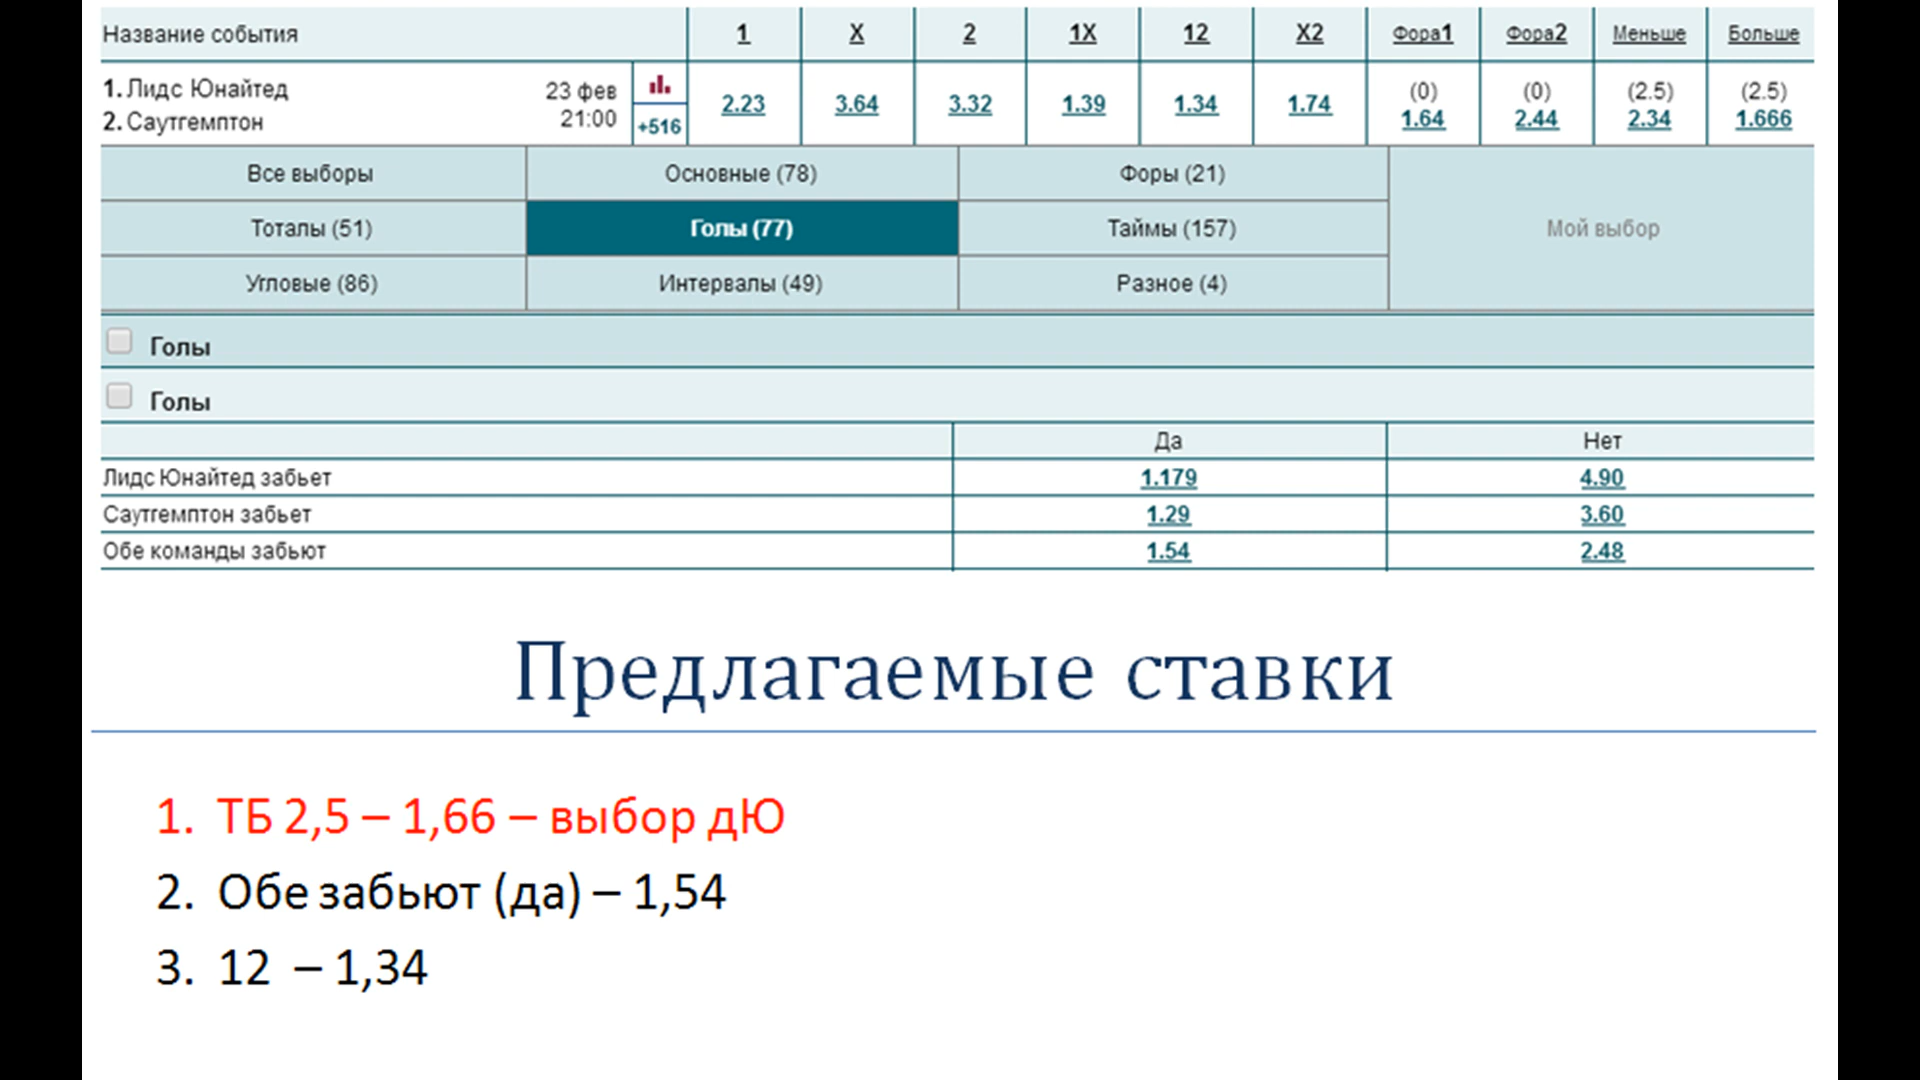 Название события 1 X 2 1X 12 X2 Фора1 Фора2 Меньше Больше
1. Лидс Юнайтед 23 фев (0) (0) (2.5) (2.5)
2. Саутгемптон 21:00 +516 2.23 3.64 3.32 1.39 1.34 1.74 1.64 2.44 2.34 1.666
Все выборы Основные (78) Форы (21)
Тоталы (51) Голы (77) Таймы (157) Мой выбор
Угловые (86) Интервалы (49) Разное (4)
Голы
Голы
Да Нет
Лидс Юнайтед забьет 1.179 4.90
Саутгемптон забьет 1.29 3.60
Обе команды забьют 1.54 2.48
Предлагаемые ставки
1. ТБ 2,5 – 1,66 – выбор дЮ
2. Обе забьют (да) – 1,54
3. 12 – 1,34